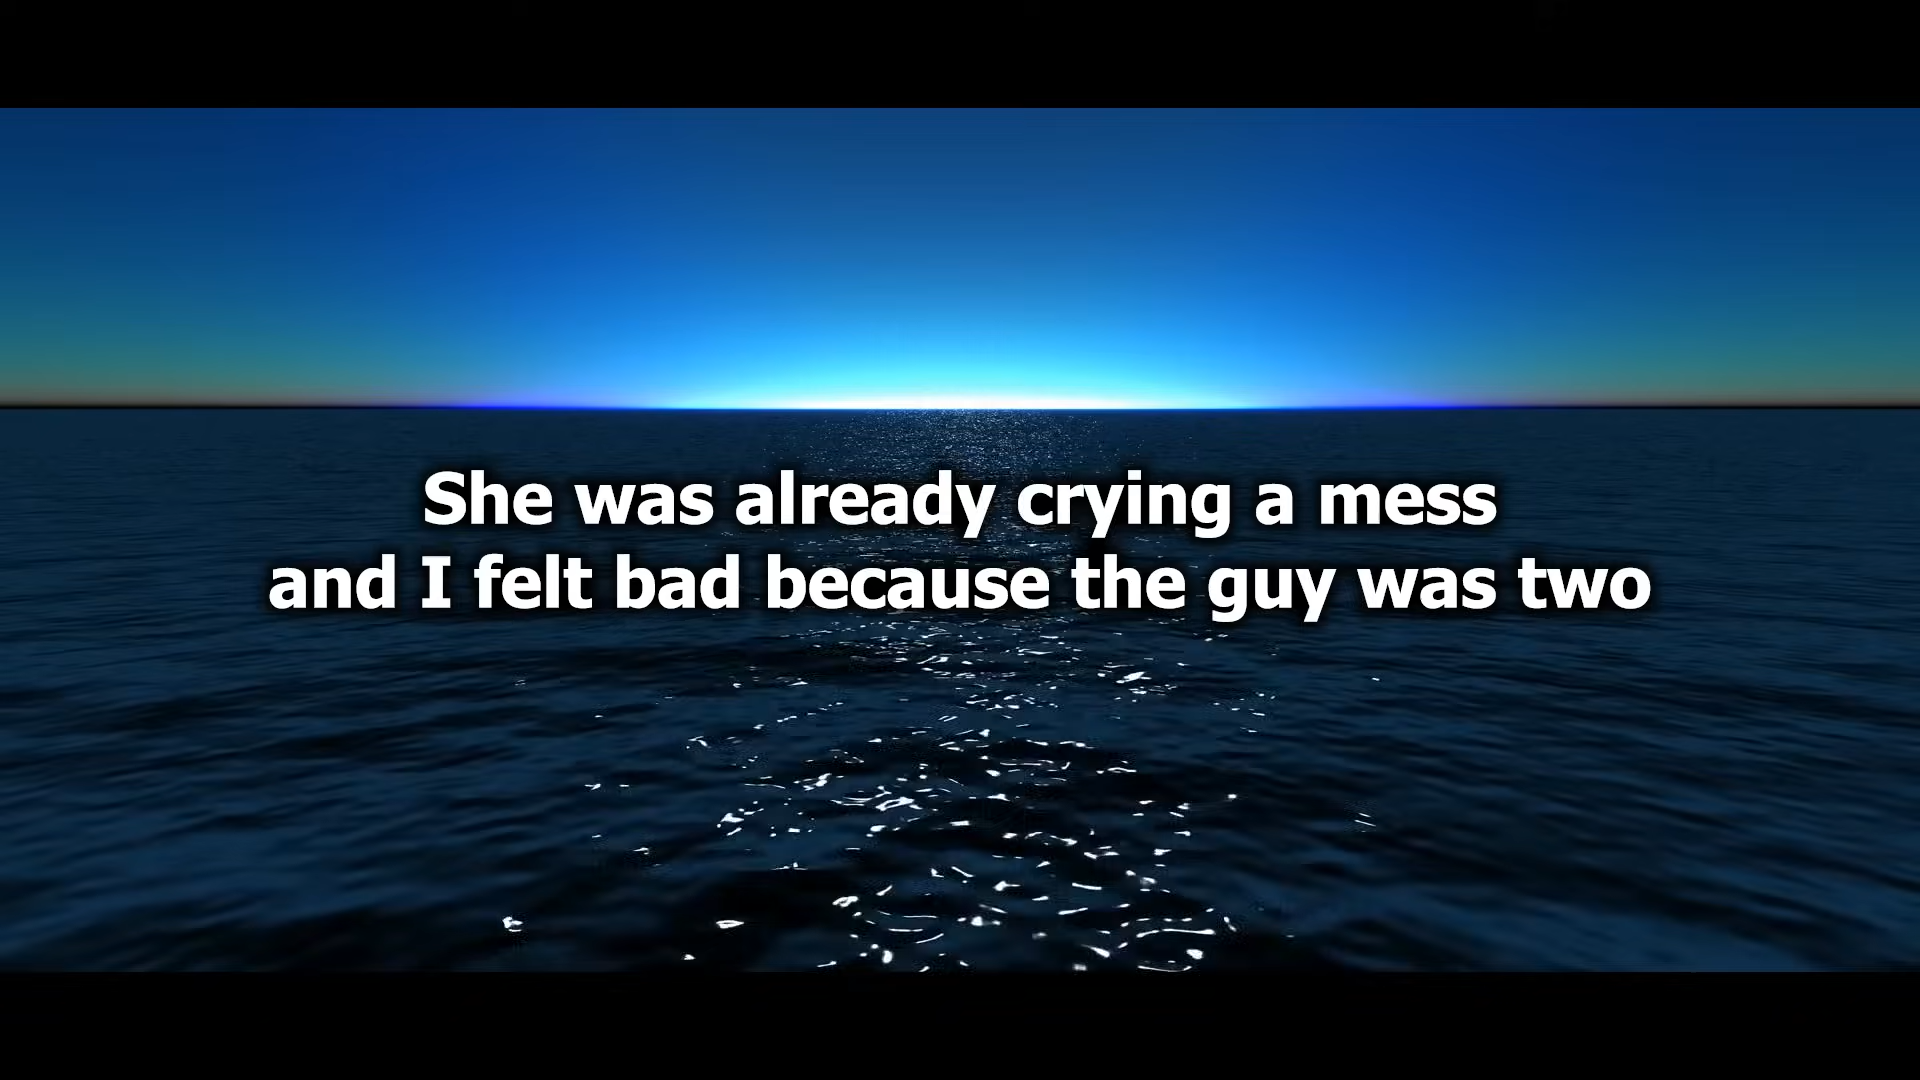 She was already crying a mess
and I felt bad because the guy was two